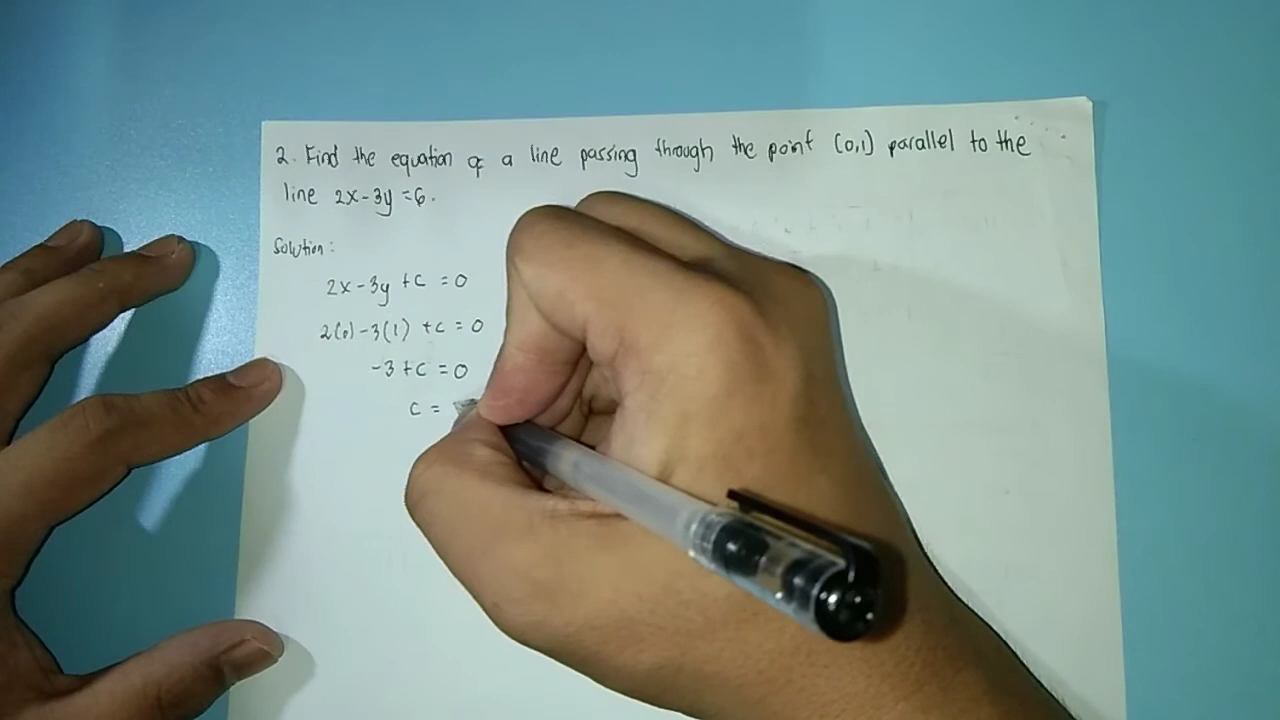 2. Find the equation of a line passing through the point (0,1) parallel to the
line 2x-3y=6.
Solution:
2x-3y+c=0
2(0)-3(1)+c=0
-3+c=0
c=